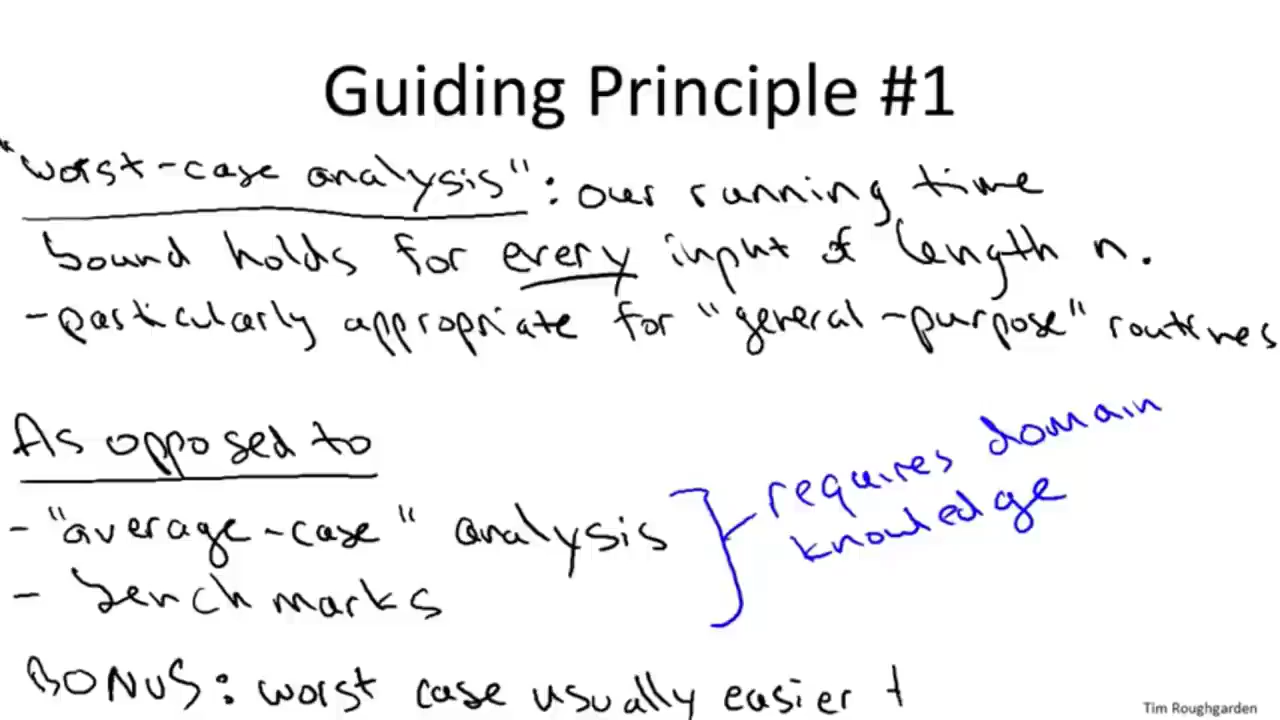 Guiding Principle #1
"worst-case analysis": our running time
bound holds for every input of length n.
-particularly appropriate for "general-purpose" routines
As opposed to
- "average-case" analysis
requires domain
knowledge
- benchmarks
BONUS: worst case usually easier t
Tim Roughgarden